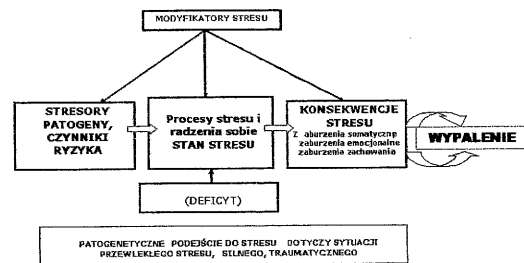 MODYFIKATORY STRESU
STRESORY
PATOGENY,
CZYNNIKI
RYZYKA
Procesy stresu i
radzenia sobie
STAN STRESU
KONSEKWENCJE
STRESU
Z aburzenia somatyczne
zaburzenia emocjonalne
zaburzenia zachowania
WYPALENIE
(DEFICYT)
PATOGENETYCZNE PODEJŚCIE DO STRESU DOTYCZY SYTUACJI
PRZEWLEKŁEGO STRESU, SILNEGO, TRAUMATYCZNEGO